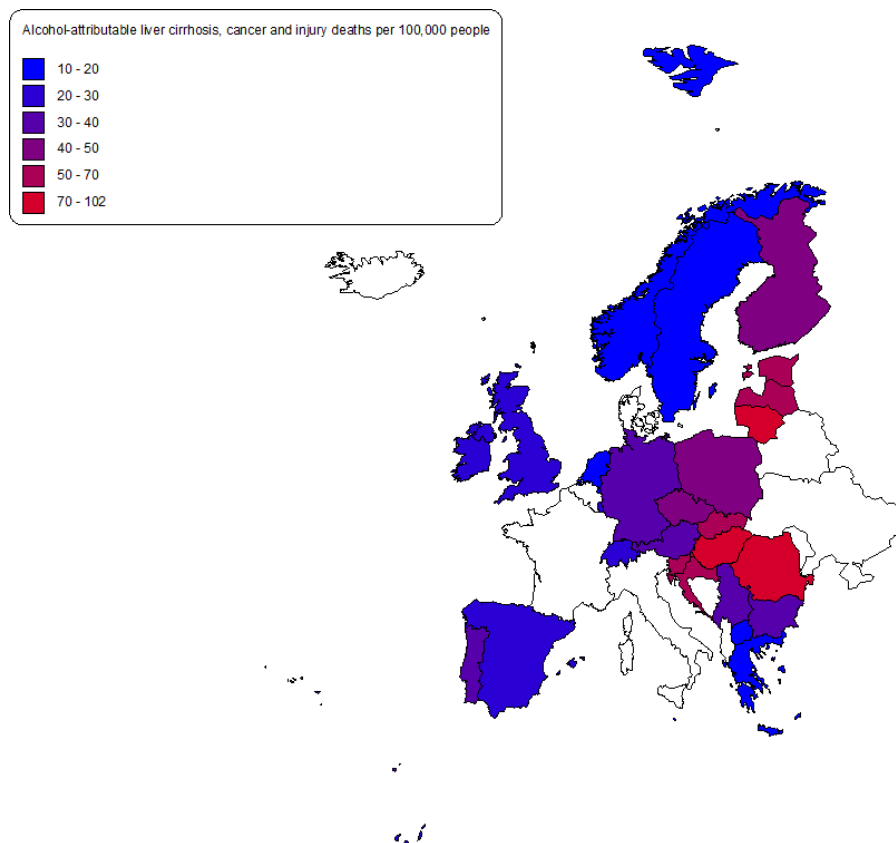 Alcohol-attributable liver cirrhosis, cancer and injury deaths per 100,000 people
10 - 20
20 - 30
30 - 40
40 - 50
50 - 70
70 - 102